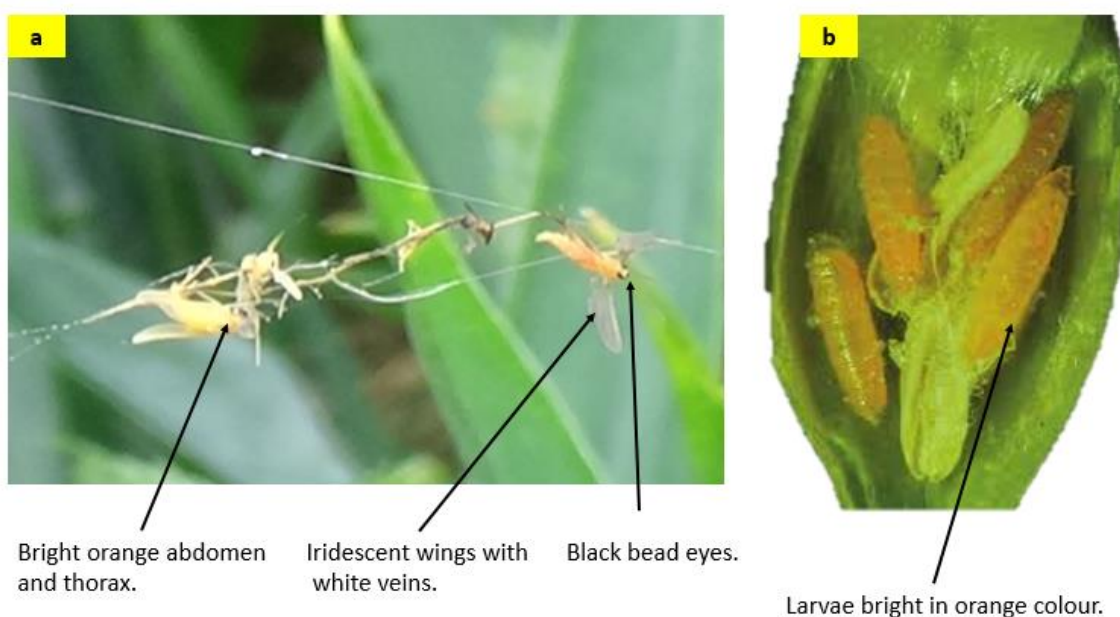 a
b
Bright orange abdomen
and thorax.
Iridescent wings with
white veins.
Black bead eyes.
Larvae bright in orange colour.